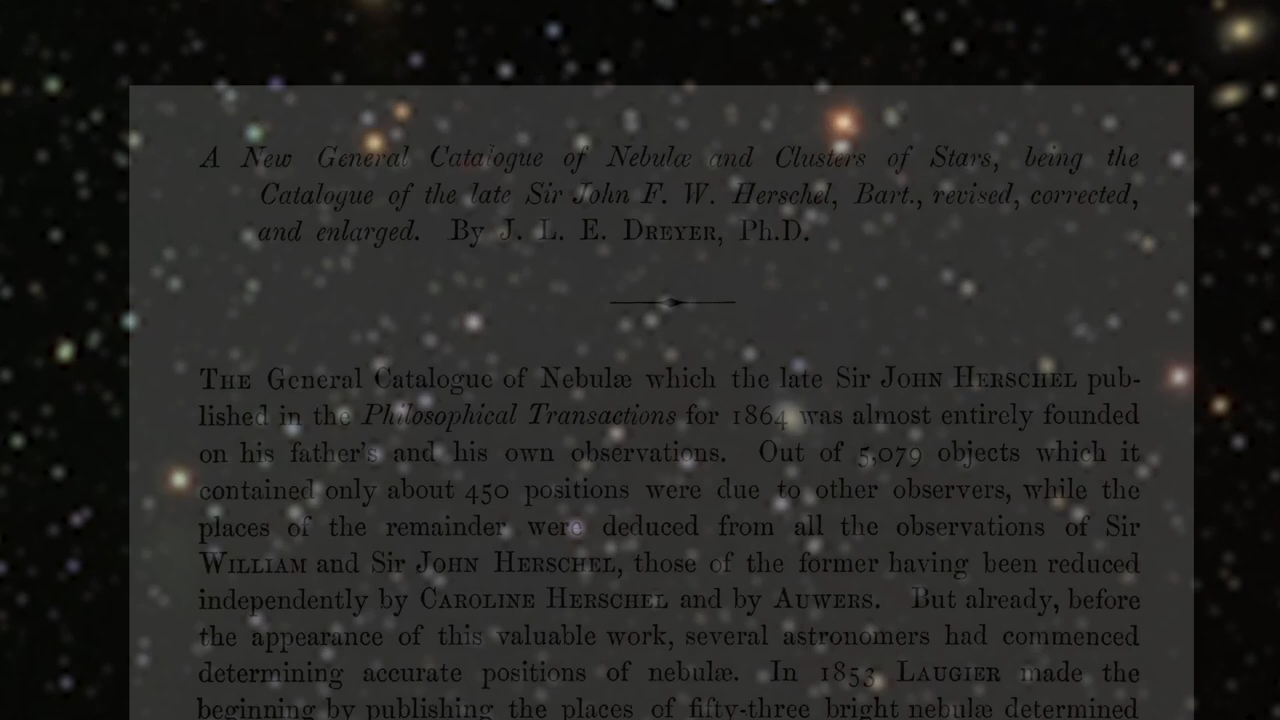 A New General Catalogue of Nebulæ and Clusters of Stars, being the
Catalogue of the late Sir John F. W. Herschel, Bart., revised, corrected,
and enlarged. By J. L. E. Dreyer, Ph.D.
The General Catalogue of Nebulæ which the late Sir John Herschel pub-
lished in the Philosophical Transactions for 1864 was almost entirely founded
on his father's and his own observations. Out of 5,079 objects which it
contained only about 450 positions were due to other observers, while the
places of the remainder were deduced from all the observations of Sir
William and Sir John Herschel, those of the former having been reduced
independently by Caroline Herschel and by Auwers. But already, before
the appearance of this valuable work, several astronomers had commenced
determining accurate positions of nebulæ. In 1853 Laugier made the
beginning by publishing the places of fifty-three bright nebulæ determined